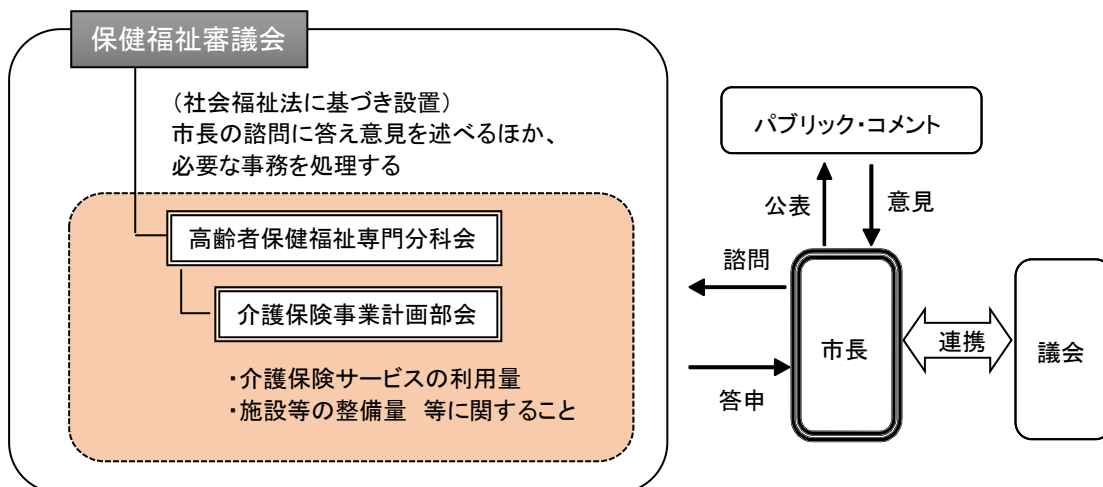 保健福祉審議会
（社会福祉法に基づき設置）
市長の諮問に答え意見を述べるほか、
必要な事務を処理する
高齢者保健福祉専門分科会
介護保険事業計画部会
・介護保険サービスの利用量
・施設等の整備量　等に関すること
パブリック・コメント
公表
意見
諮問
答申
市長
連携
議会